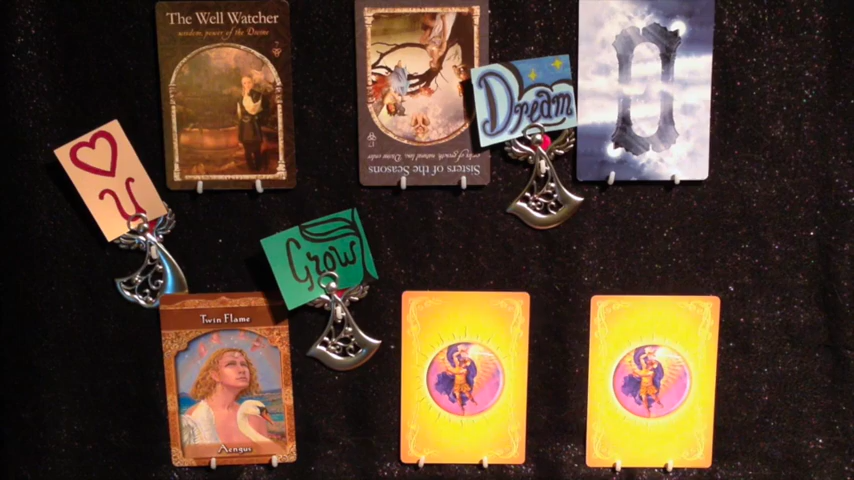 The Well Watcher
wisdom, power of the Divine
Dream
Sisters of the Seasons
cycles of growth, natural law, Divine order
♡ U
Grow
Twin Flame
Aengus